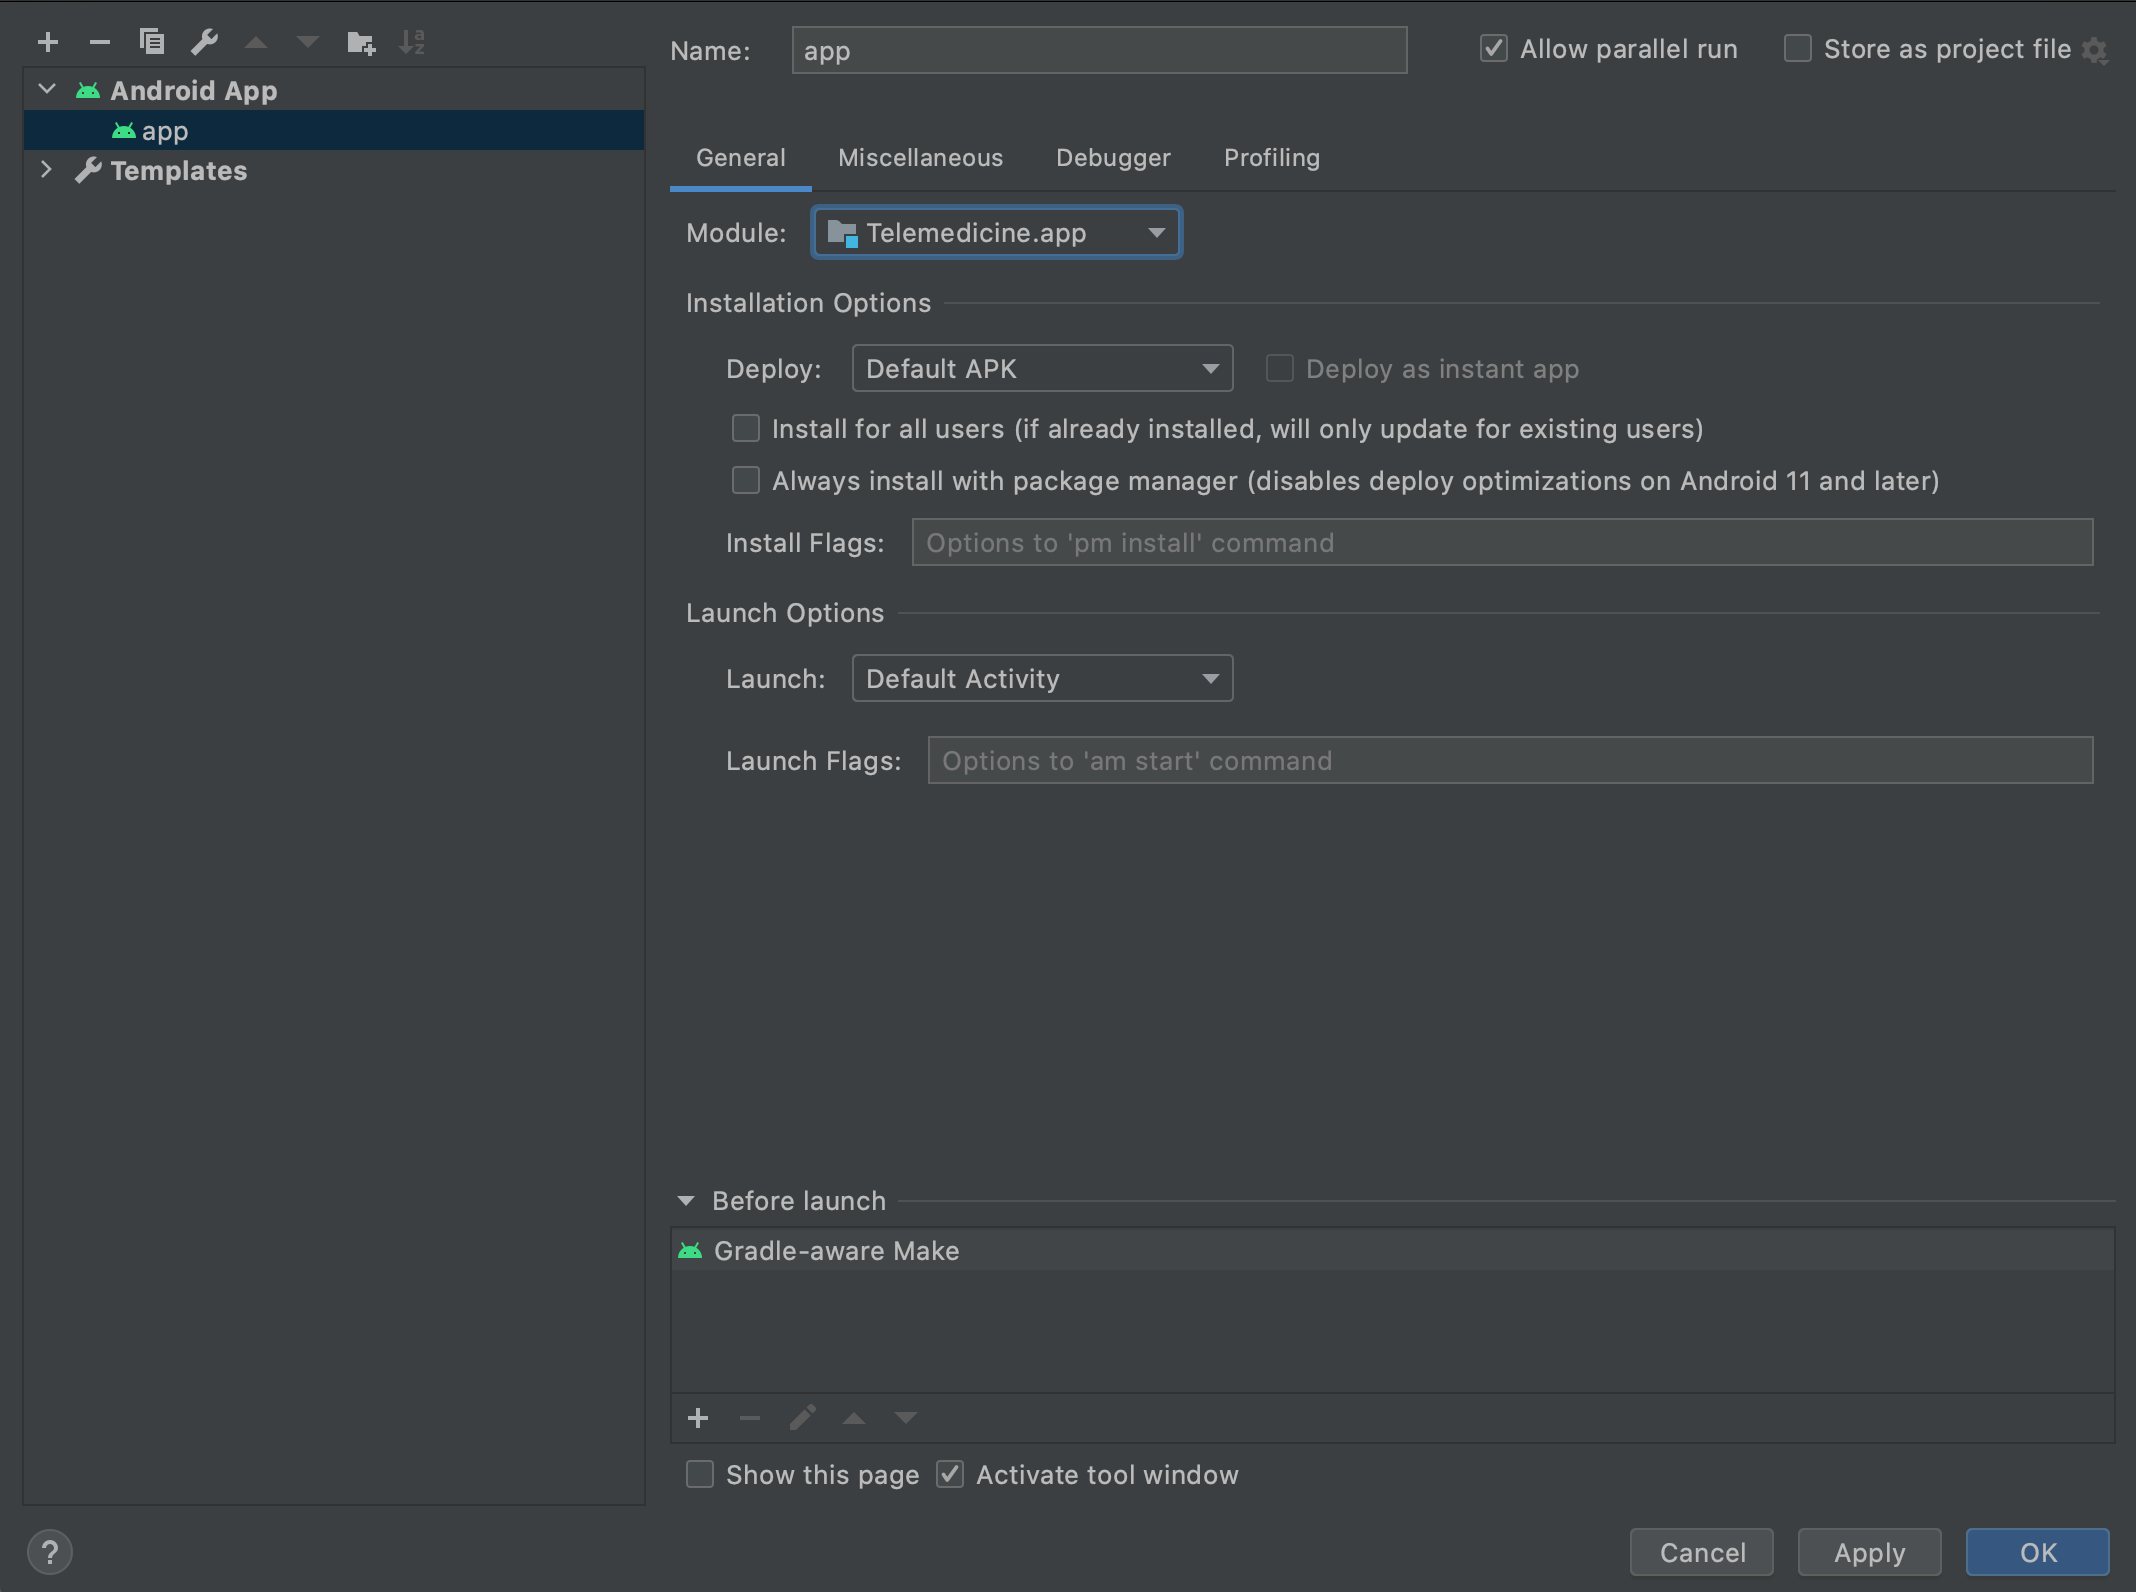 Name: app Allow parallel run Store as project file
Android App
app
Templates
General Miscellaneous Debugger Profiling
Module: Telemedicine.app
Installation Options
Deploy: Default APK Deploy as instant app
Install for all users (if already installed, will only update for existing users)
Always install with package manager (disables deploy optimizations on Android 11 and later)
Install Flags: Options to 'pm install' command
Launch Options
Launch: Default Activity
Launch Flags: Options to 'am start' command
Before launch
Gradle-aware Make
Show this page Activate tool window
? Cancel Apply OK